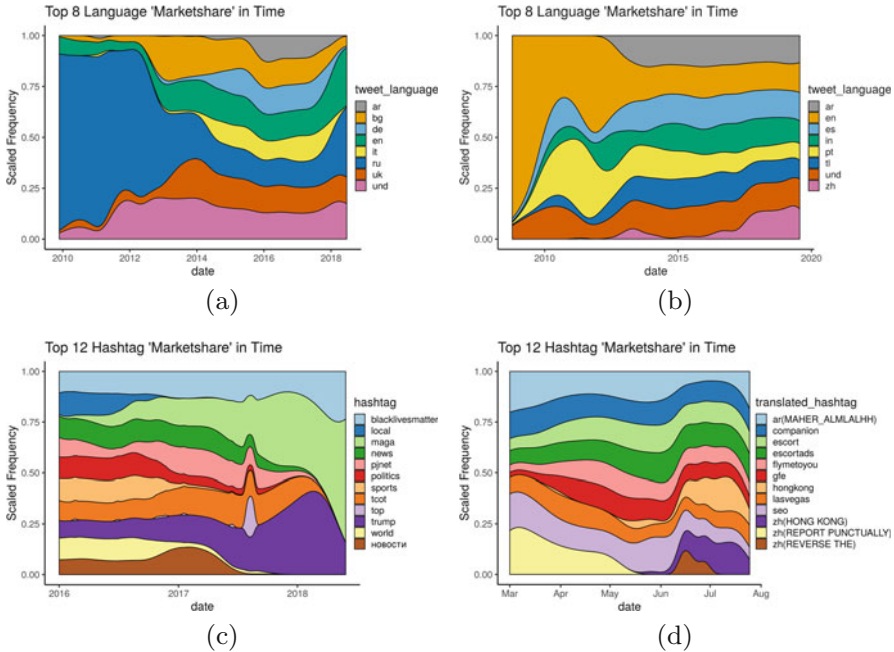 Top 8 Language 'Marketshare' in Time
Scaled Frequency
1.00
0.75
0.50
0.25
0.00
2010
2012
2014
2016
2018
date
tweet_language
ar
bg
de
en
it
ru
uk
und
(a)
Top 8 Language 'Marketshare' in Time
Scaled Frequency
1.00
0.75
0.50
0.25
0.00
2010
2015
2020
date
tweet_language
ar
en
es
in
pt
tl
und
zh
(b)
Top 12 Hashtag 'Marketshare' in Time
Scaled Frequency
1.00
0.75
0.50
0.25
0.00
2016
2017
2018
date
hashtag
blacklivesmatter
local
maga
news
pjnet
politics
sports
tcot
top
trump
world
новости
(c)
Top 12 Hashtag 'Marketshare' in Time
Scaled Frequency
1.00
0.75
0.50
0.25
0.00
Mar
Apr
May
Jun
Jul
Aug
date
translated_hashtag
ar(MAHER_ALMLALHH)
companion
escort
escortads
flymetoyou
gfe
hongkong
lasvegas
seo
zh(HONG KONG)
zh(REPORT PUNCTUALLY)
zh(REVERSE THE)
(d)